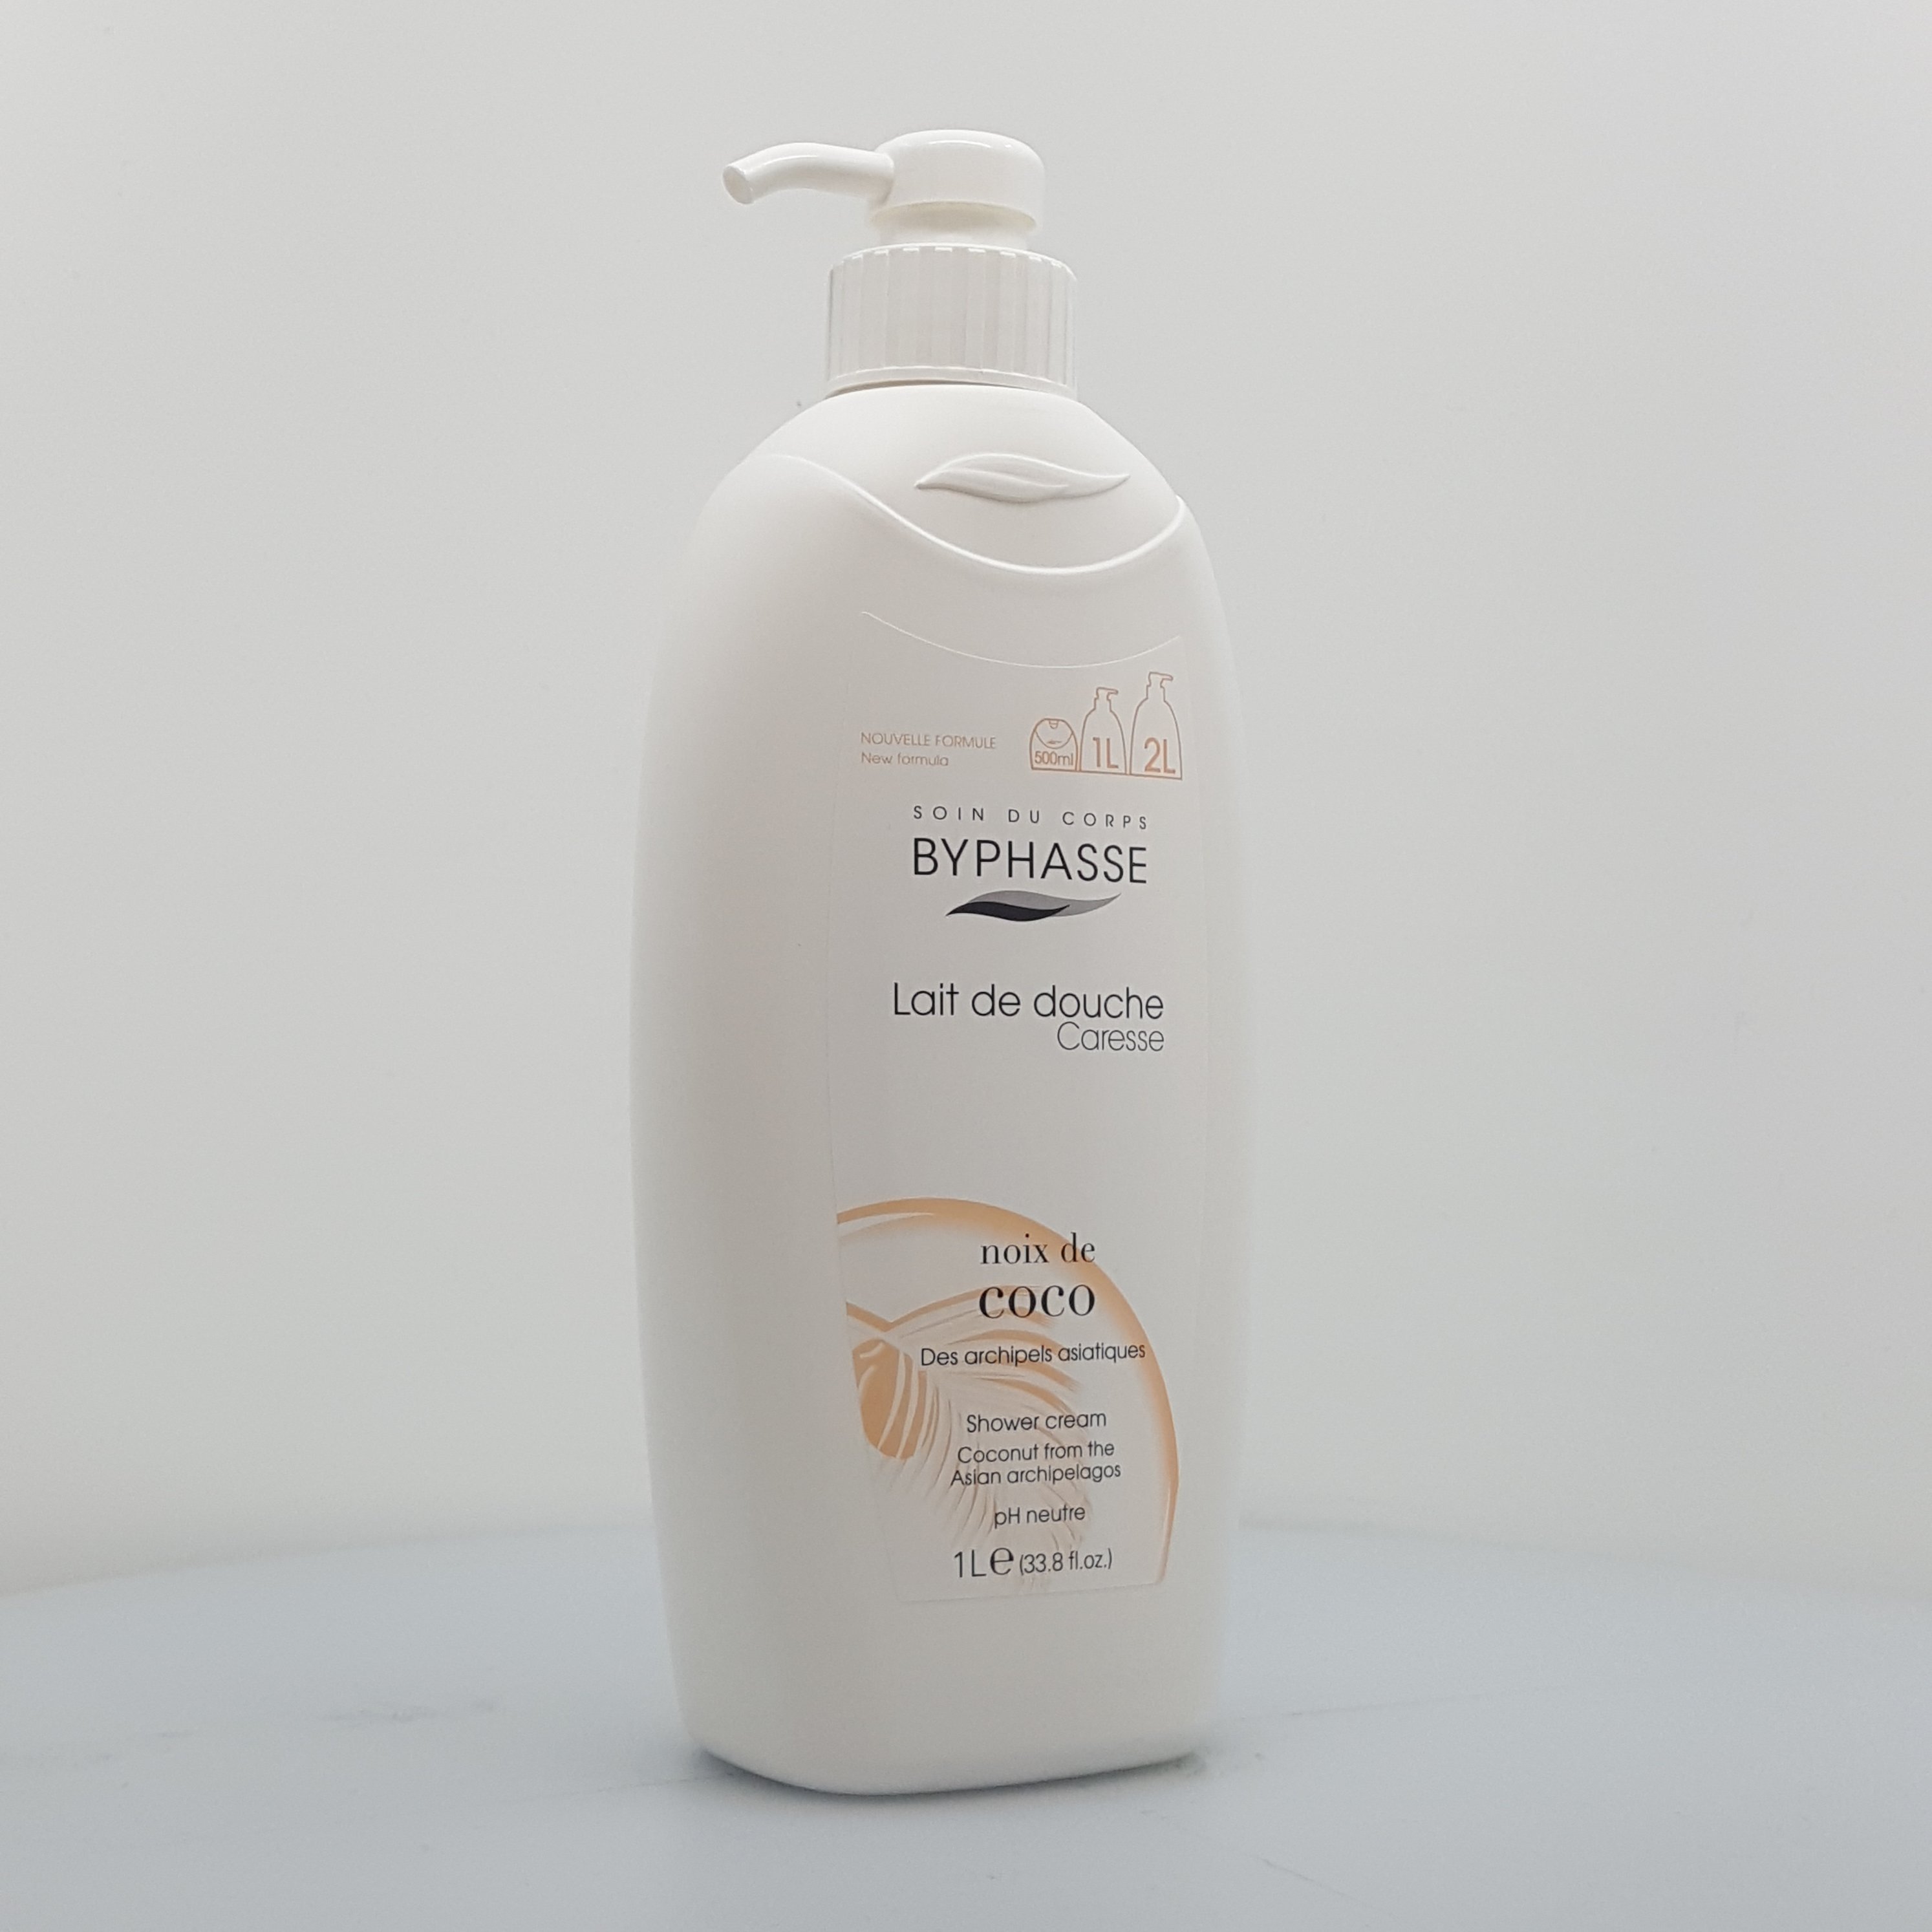 NOUVELLE FORMULE
New formula
500ml 1L 2L
SOIN DU CORPS
BYPHASSE
Lait de douche
Caresse
noix de
coco
Des archipels asiatiques
Shower cream
Coconut from the
Asian archipelagos
pH neutre
1L℮ (33.8 fl.oz.)